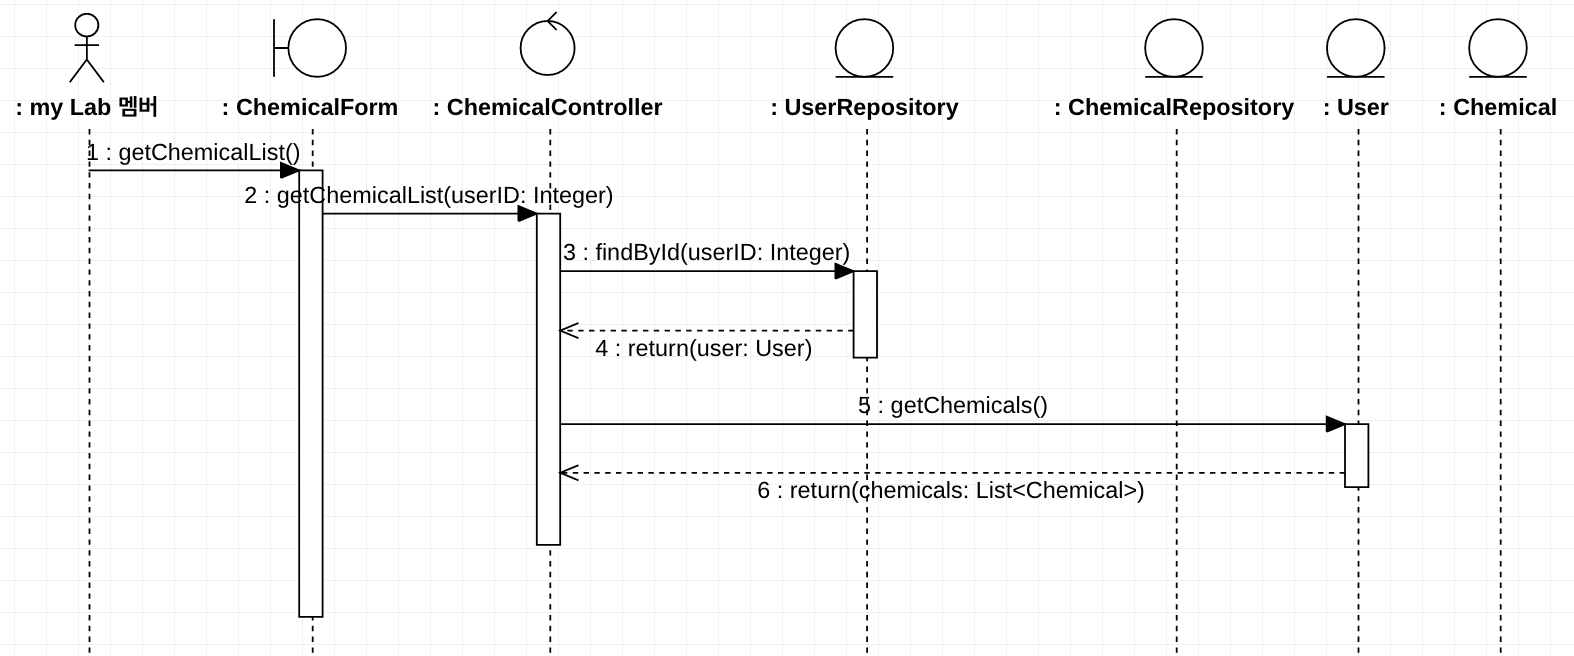 : my Lab 멤버
: ChemicalForm
: ChemicalController
: UserRepository
: ChemicalRepository
: User
: Chemical
1 : getChemicalList()
2 : getChemicalList(userID: Integer)
3 : findById(userID: Integer)
4 : return(user: User)
5 : getChemicals()
6 : return(chemicals: List<Chemical>)